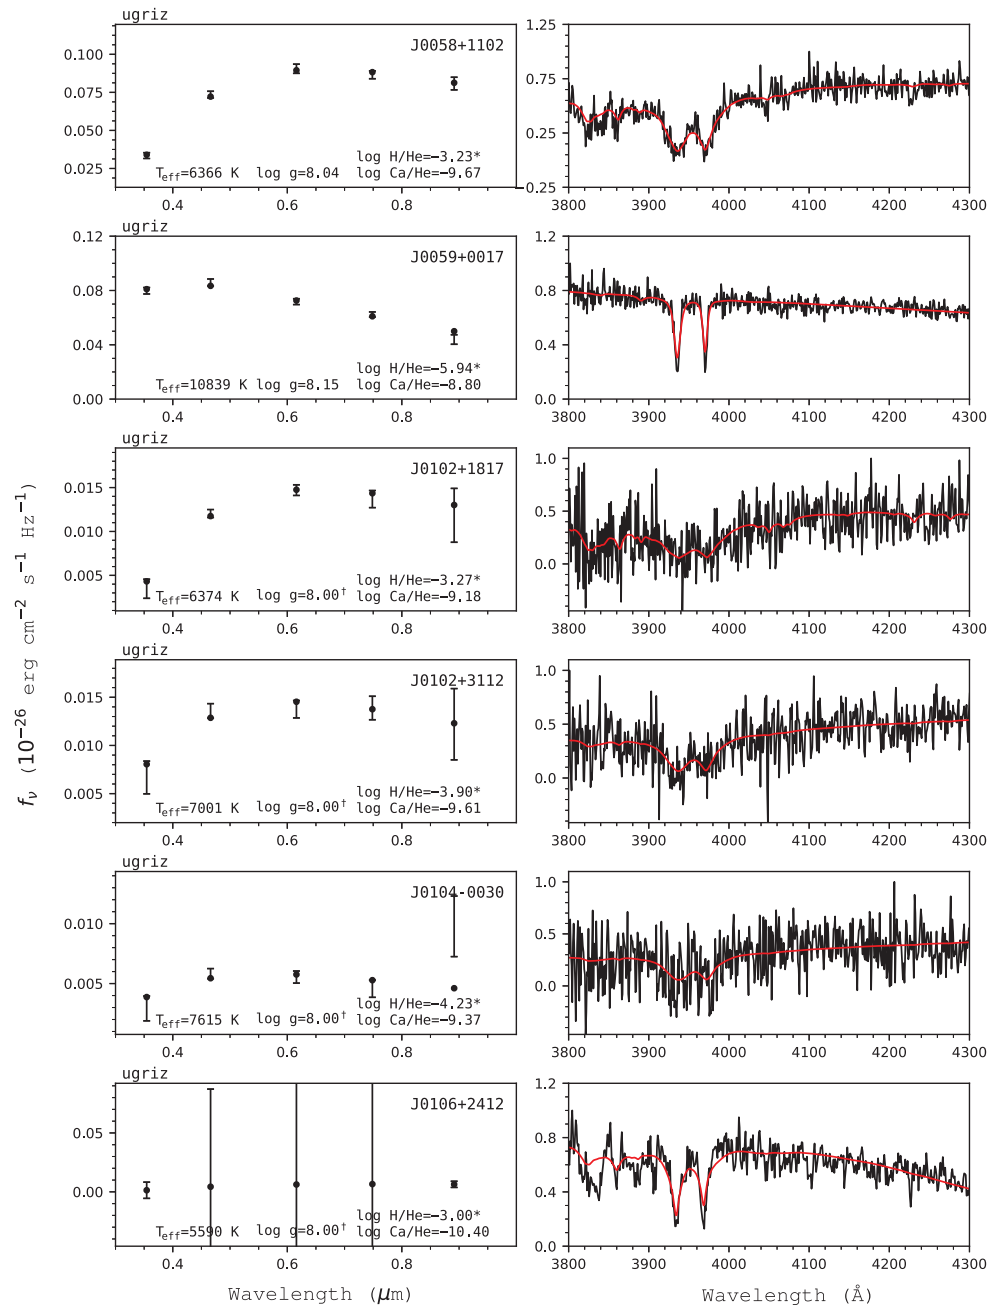 ugriz
J0058+1102
0.100
0.075
0.050
0.025
log H/He=−3.23*
T_eff=6366 K log g=8.04 log Ca/He=−9.67
0.4 0.6 0.8
1.25
0.75
0.25
−0.25
3800 3900 4000 4100 4200 4300
ugriz
J0059+0017
0.12
0.08
0.04
0.00
log H/He=−5.94*
T_eff=10839 K log g=8.15 log Ca/He=−8.80
0.4 0.6 0.8
1.2
0.8
0.4
0.0
3800 3900 4000 4100 4200 4300
ugriz
J0102+1817
0.015
0.010
0.005
log H/He=−3.27*
T_eff=6374 K log g=8.00† log Ca/He=−9.18
0.4 0.6 0.8
1.0
0.5
0.0
3800 3900 4000 4100 4200 4300
f_ν (10⁻²⁶ erg cm⁻² s⁻¹ Hz⁻¹)
ugriz
J0102+3112
0.015
0.010
0.005
log H/He=−3.90*
T_eff=7001 K log g=8.00† log Ca/He=−9.61
0.4 0.6 0.8
1.0
0.5
0.0
3800 3900 4000 4100 4200 4300
ugriz
J0104-0030
0.010
0.005
log H/He=−4.23*
T_eff=7615 K log g=8.00† log Ca/He=−9.37
0.4 0.6 0.8
1.0
0.5
0.0
3800 3900 4000 4100 4200 4300
ugriz
J0106+2412
0.05
0.00
log H/He=−3.00*
T_eff=5590 K log g=8.00† log Ca/He=−10.40
0.4 0.6 0.8
1.2
0.8
0.4
0.0
3800 3900 4000 4100 4200 4300
Wavelength (μm)
Wavelength (Å)